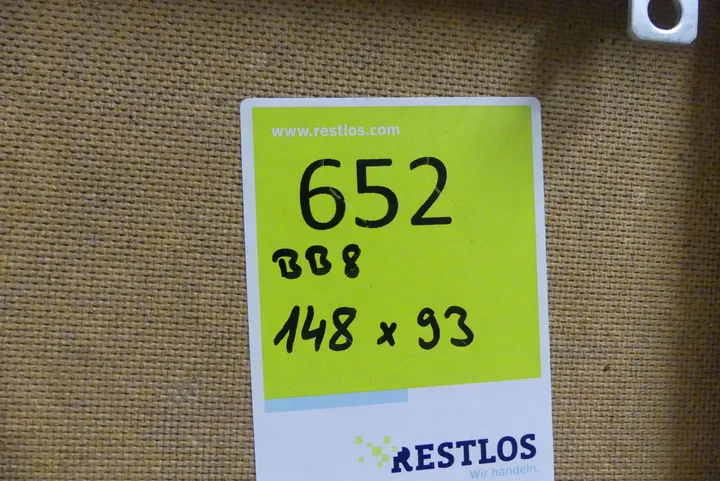 www.restlos.com
652
BB8
148 x 93
RESTLOS
Wir handeln.